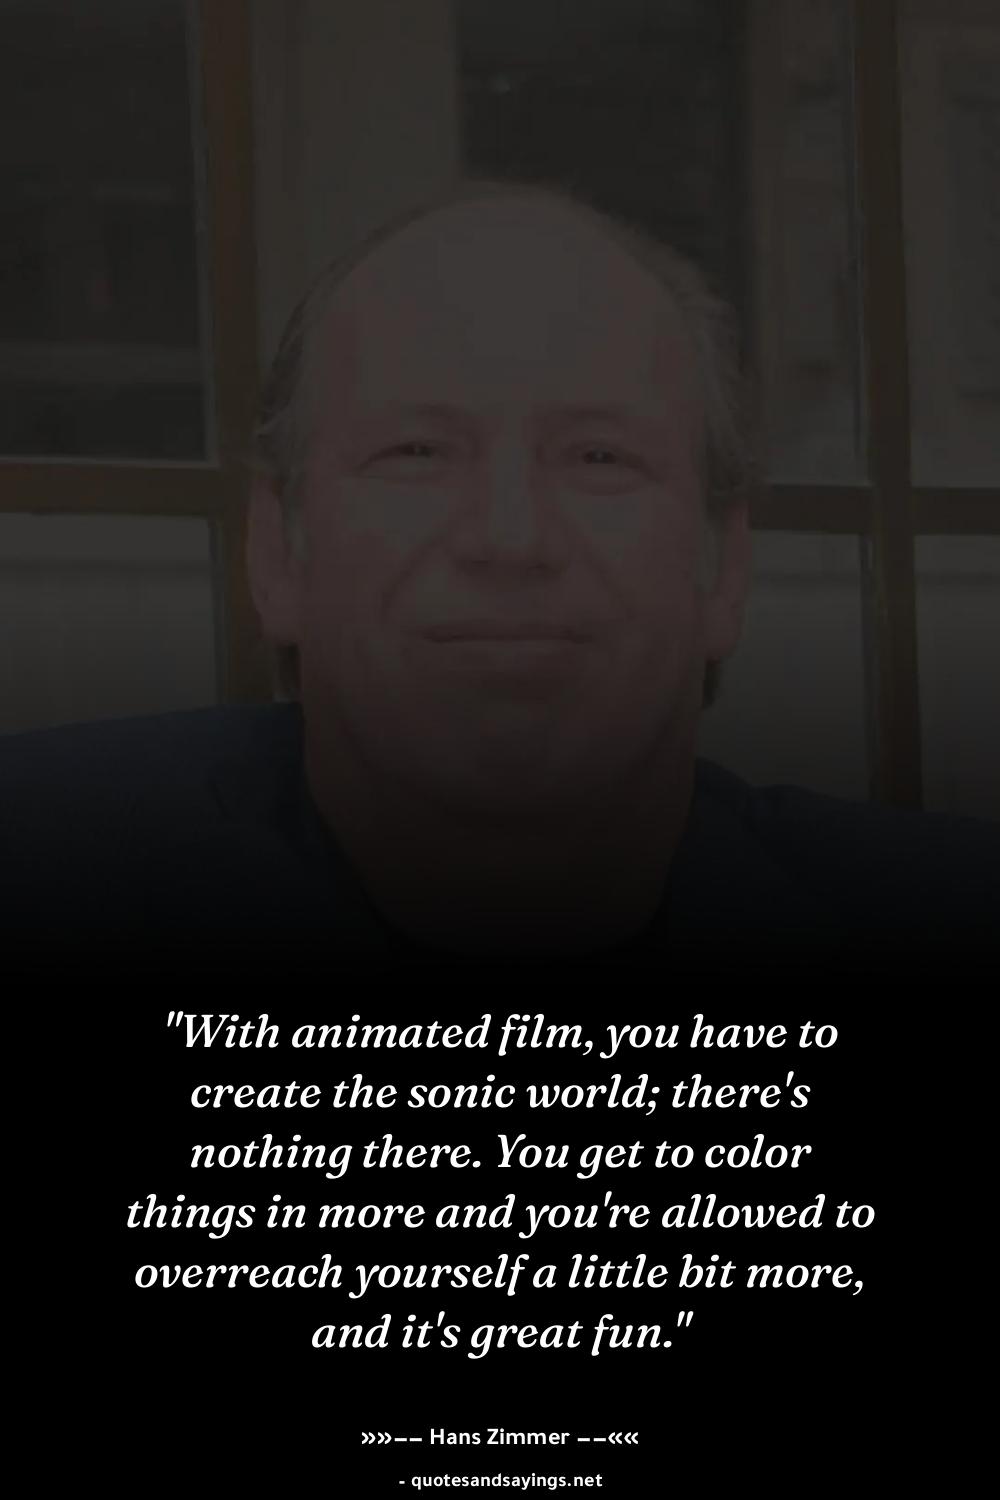 "With animated film, you have to
create the sonic world; there's
nothing there. You get to color
things in more and you're allowed to
overreach yourself a little bit more,
and it's great fun."
»»−− Hans Zimmer −−««
- quotesandsayings.net